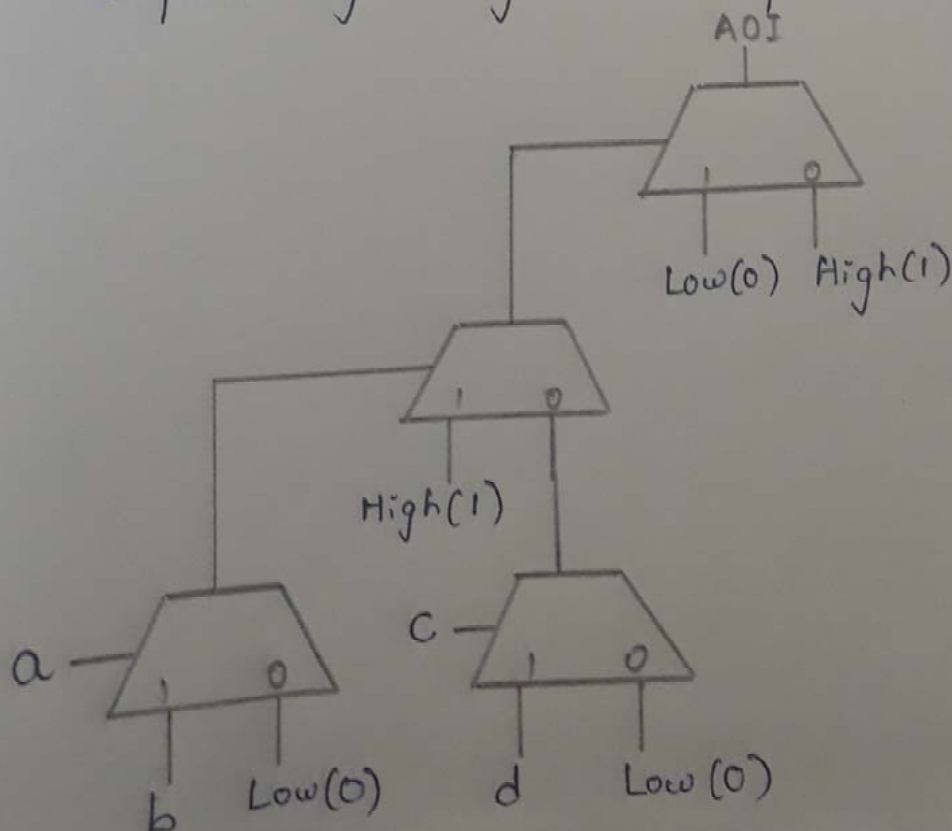 AOI
1 0
Low(0) High(1)
1 0
High(1)
a 1 0
c 1 0
b Low(0) d Low(0)